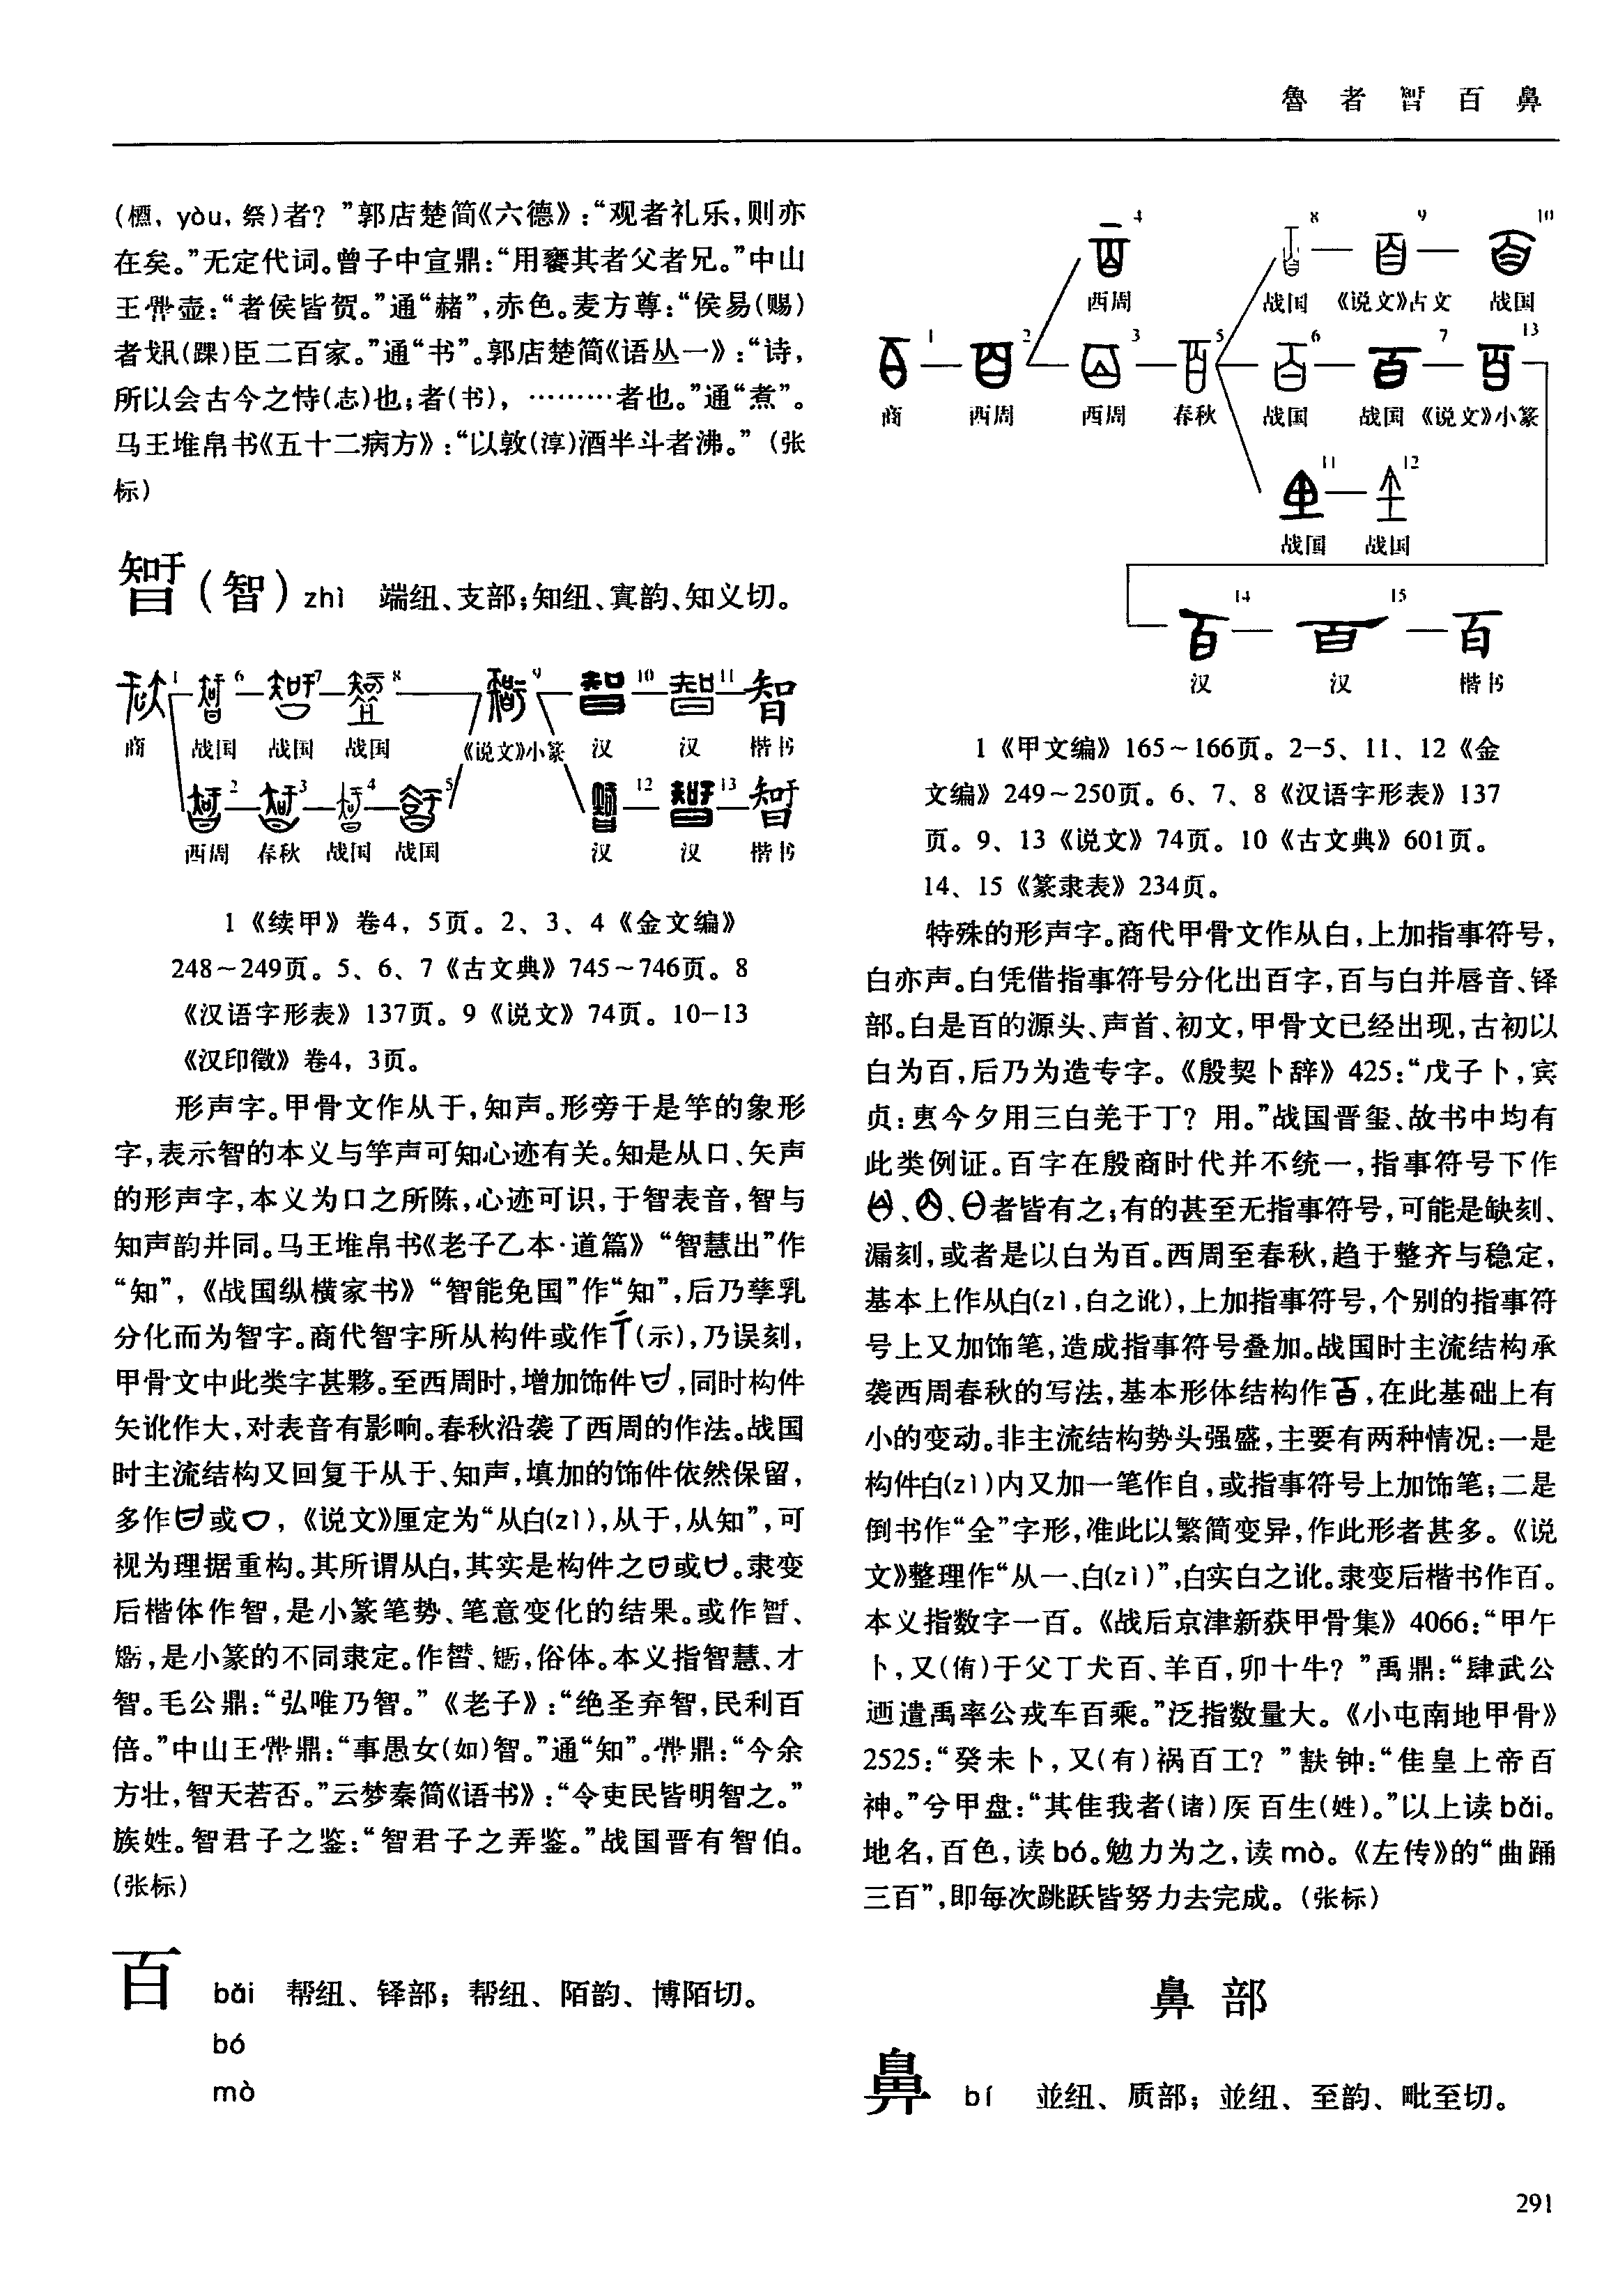 魯 者 𥏼 百 鼻
(槱, yòu, 祭)者？”郭店楚简《六德》:“观者礼乐,则亦
在矣。”无定代词。曾子中宣鼎:“用饔其者父者兄。”中山
王壶:“者侯皆贺。”通“赭”,赤色。麦方尊:“侯易(赐)
者(踝)臣二百家。”通“书”。郭店楚简《语丛一》:“诗,
所以会古今之恃(志)也;者(书), ………者也。”通“煮”。
马王堆帛书《五十二病方》:“以敦(淳)酒半斗者沸。”(张
标)
𥏼(智) zhì 端纽、支部;知纽、寘韵、知义切。
1 6 7 8 9 10 11
商 战国 战国 战国 《说文》小篆 汉 汉 楷书
2 3 4 5 12 13
西周 春秋 战国 战国 汉 汉 楷书
1《续甲》卷4, 5页。2、3、4《金文编》
248~249页。5、6、7《古文典》745~746页。8
《汉语字形表》137页。9《说文》74页。10-13
《汉印徵》卷4, 3页。
形声字。甲骨文作从于,知声。形旁于是竽的象形
字,表示智的本义与竽声可知心迹有关。知是从口、矢声
的形声字,本义为口之所陈,心迹可识,于智表音,智与
知声韵并同。马王堆帛书《老子乙本·道篇》“智慧出”作
“知”,《战国纵横家书》“智能免国”作“知”,后乃孳乳
分化而为智字。商代智字所从构件或作(示),乃误刻,
甲骨文中此类字甚夥。至西周时,增加饰件,同时构件
矢讹作大,对表音有影响。春秋沿袭了西周的作法。战国
时主流结构又回复于从于、知声,填加的饰件依然保留,
多作或,《说文》厘定为“从白(zì),从于,从知”,可
视为理据重构。其所谓从白,其实是构件之或。隶变
后楷体作智,是小篆笔势、笔意变化的结果。或作𥏼、
,是小篆的不同隶定。作、,俗体。本义指智慧、才
智。毛公鼎:“弘唯乃智。”《老子》:“绝圣弃智,民利百
倍。”中山王鼎:“事愚女(如)智。”通“知”。鼎:“今余
方壮,智天若否。”云梦秦简《语书》:“令吏民皆明智之。”
族姓。智君子之鉴:“智君子之弄鉴。”战国晋有智伯。
(张标)
百 bǎi 帮纽、铎部；帮纽、陌韵、博陌切。
bó
mò
4 8 9 10
西周 战国 《说文》古文 战国
1 2 3 5 6 7 13
商 西周 西周 春秋 战国 战国 《说文》小篆
11 12
战国 战国
14 15
汉 汉 楷书
1《甲文编》165~166页。2-5、11、12《金
文编》249~250页。6、7、8《汉语字形表》137
页。9、13《说文》74页。10《古文典》601页。
14、15《篆隶表》234页。
特殊的形声字。商代甲骨文作从白,上加指事符号,
白亦声。白凭借指事符号分化出百字,百与白并唇音、铎
部。白是百的源头、声首、初文,甲骨文已经出现,古初以
白为百,后乃为造专字。《殷契卜辞》425:“戊子卜,宾
贞:叀今夕用三白羌于丁？用。”战国晋玺、故书中均有
此类例证。百字在殷商时代并不统一,指事符号下作
、、者皆有之;有的甚至无指事符号,可能是缺刻、
漏刻,或者是以白为百。西周至春秋,趋于整齐与稳定,
基本上作从白(zì,白之讹),上加指事符号,个别的指事符
号上又加饰笔,造成指事符号叠加。战国时主流结构承
袭西周春秋的写法,基本形体结构作,在此基础上有
小的变动。非主流结构势头强盛,主要有两种情况:一是
构件白(zì)内又加一笔作自,或指事符号上加饰笔;二是
倒书作“全”字形,准此以繁简变异,作此形者甚多。《说
文》整理作“从一、白(zì)”,白实白之讹。隶变后楷书作百。
本义指数字一百。《战后京津新获甲骨集》4066:“甲午
卜,又(侑)于父丁犬百、羊百,卯十牛？”禹鼎:“肆武公
迺遣禹率公戎车百乘。”泛指数量大。《小屯南地甲骨》
2525:“癸未卜,又(有)祸百工？”㝬钟:“隹皇上帝百
神。”兮甲盘:“其隹我者(诸)厌百生(姓)。”以上读bǎi。
地名,百色,读bó。勉力为之,读mò。《左传》的“曲踊
三百”,即每次跳跃皆努力去完成。(张标)
鼻 部
鼻 bí 並纽、质部；並纽、至韵、毗至切。
291